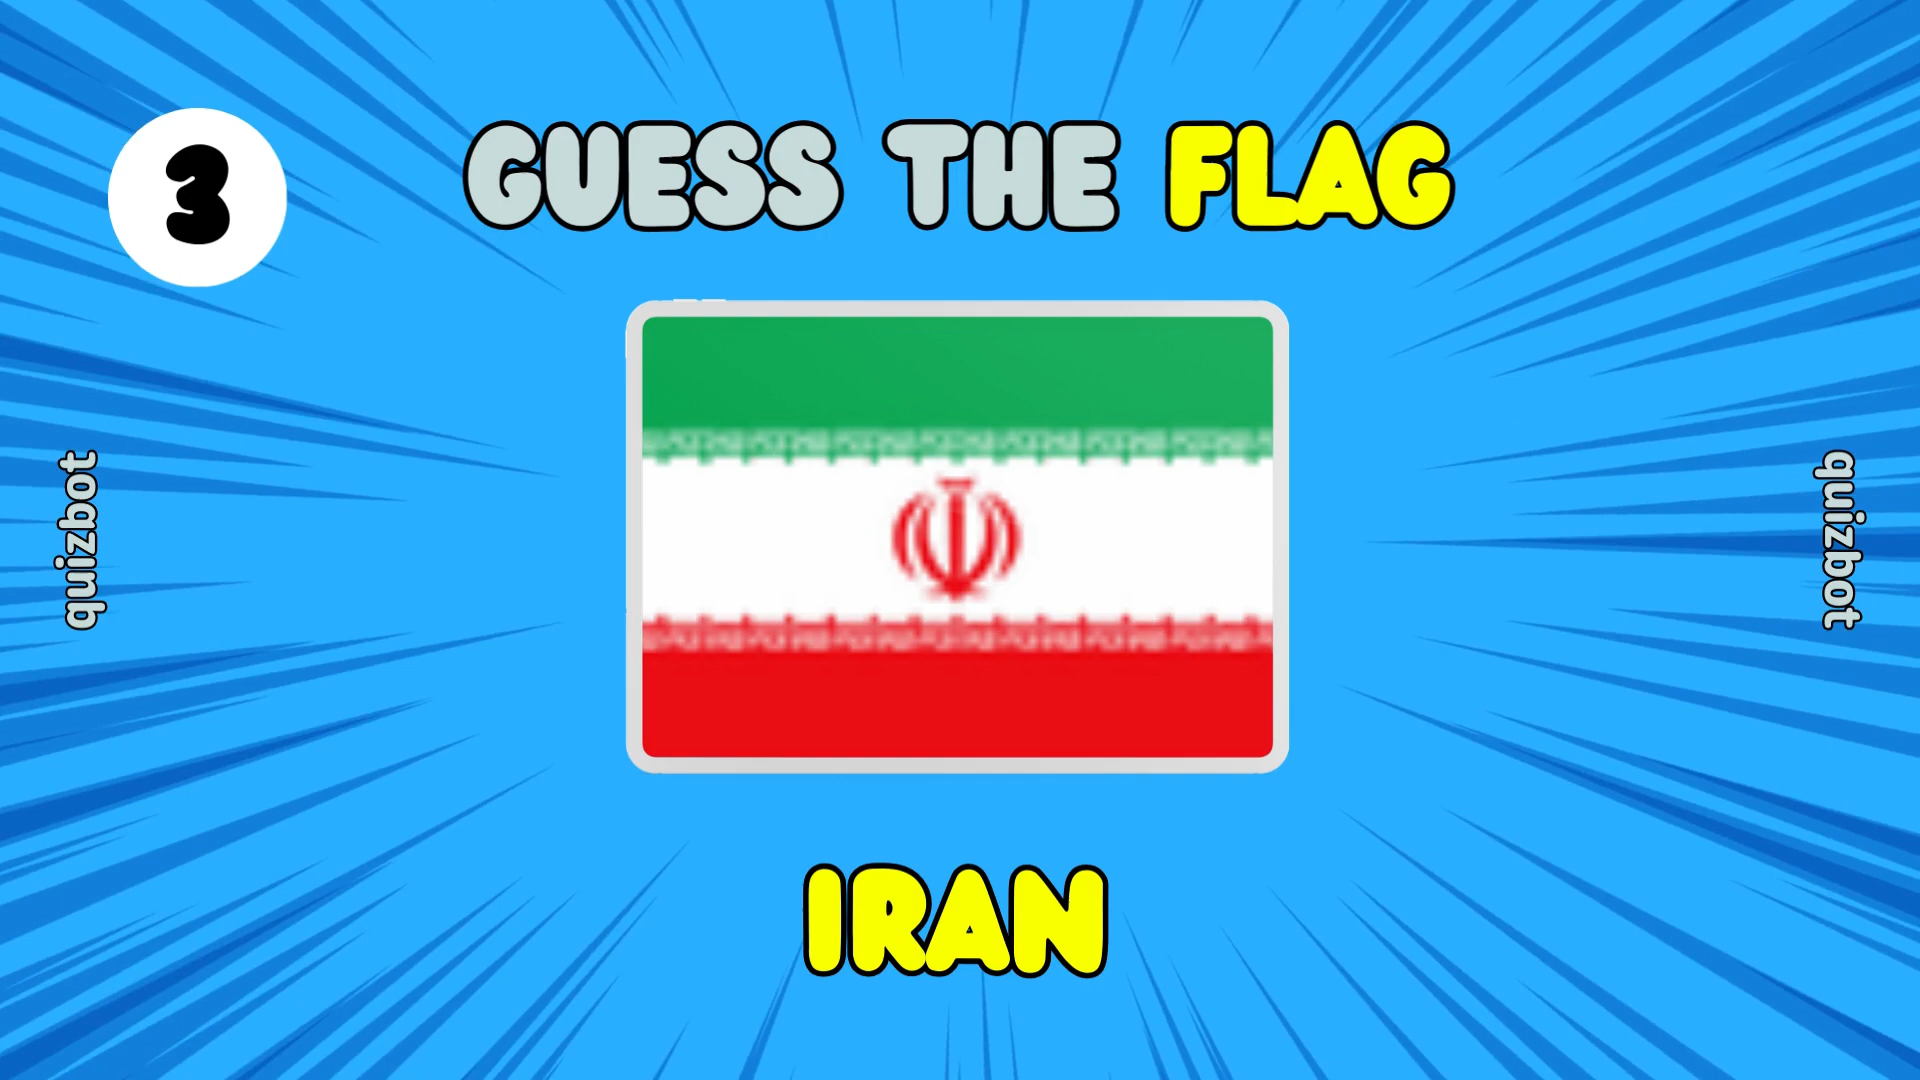 3
GUESS THE FLAG
quizbot
quizbot
IRAN